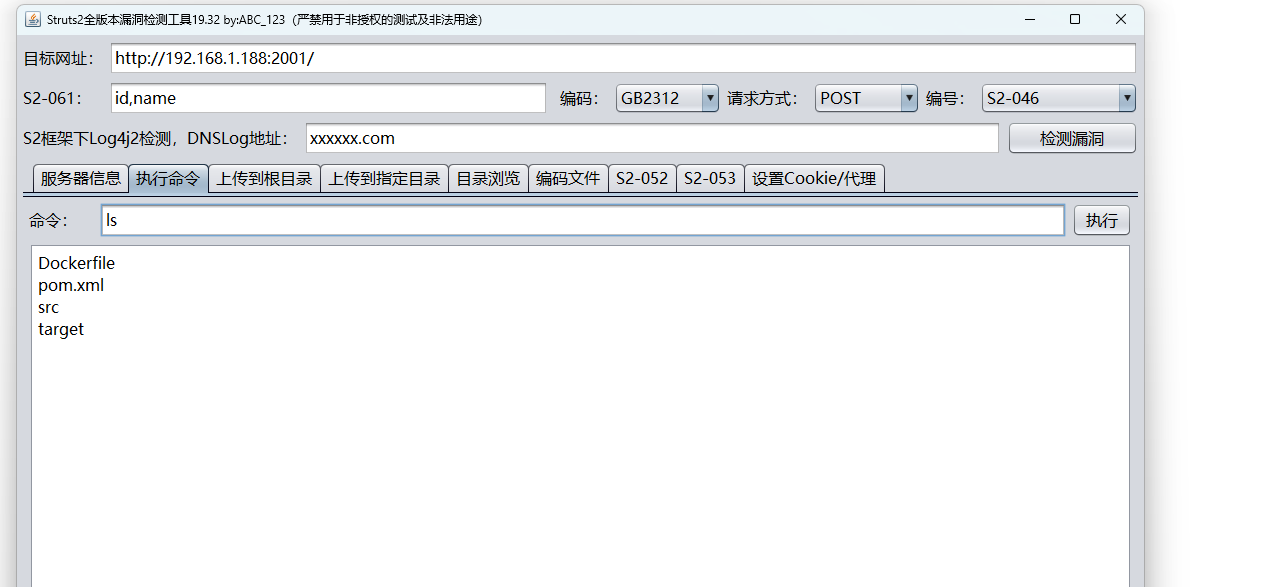 Struts2全版本漏洞检测工具19.32 by:ABC_123（严禁用于非授权的测试及非法用途）
目标网址： http://192.168.1.188:2001/
S2-061： id,name 编码： GB2312 请求方式： POST 编号： S2-046
S2框架下Log4j2检测，DNSLog地址： xxxxxx.com 检测漏洞
服务器信息 执行命令 上传到根目录 上传到指定目录 目录浏览 编码文件 S2-052 S2-053 设置Cookie/代理
命令： ls 执行
Dockerfile
pom.xml
src
target